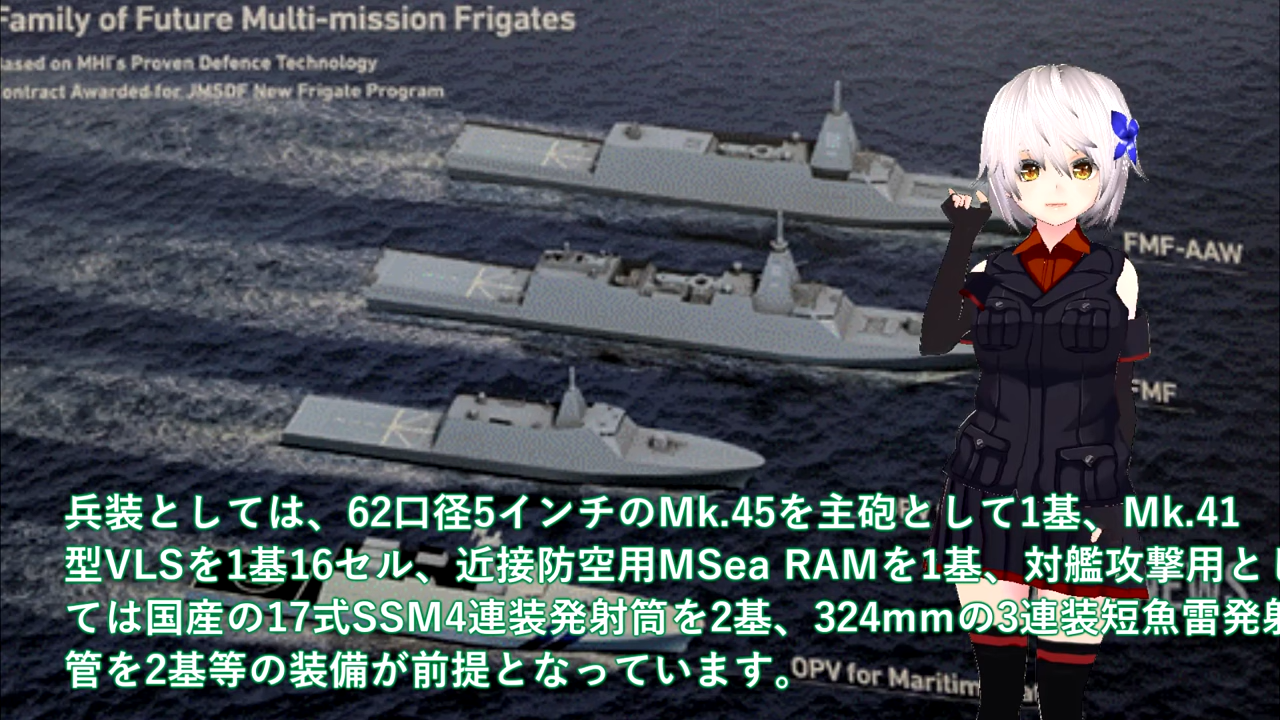 Family of Future Multi-mission Frigates
ased on MHI's Proven Defence Technology
ontract Awarded for JMSDF New Frigate Program
FMF-AAW
FMF
兵装としては、62口径5インチのMk.45を主砲として1基、Mk.41
型VLSを1基16セル、近接防空用MSea RAMを1基、対艦攻撃用とし
ては国産の17式SSM4連装発射筒を2基、324mmの3連装短魚雷発射
管を2基等の装備が前提となっています。
OPV for